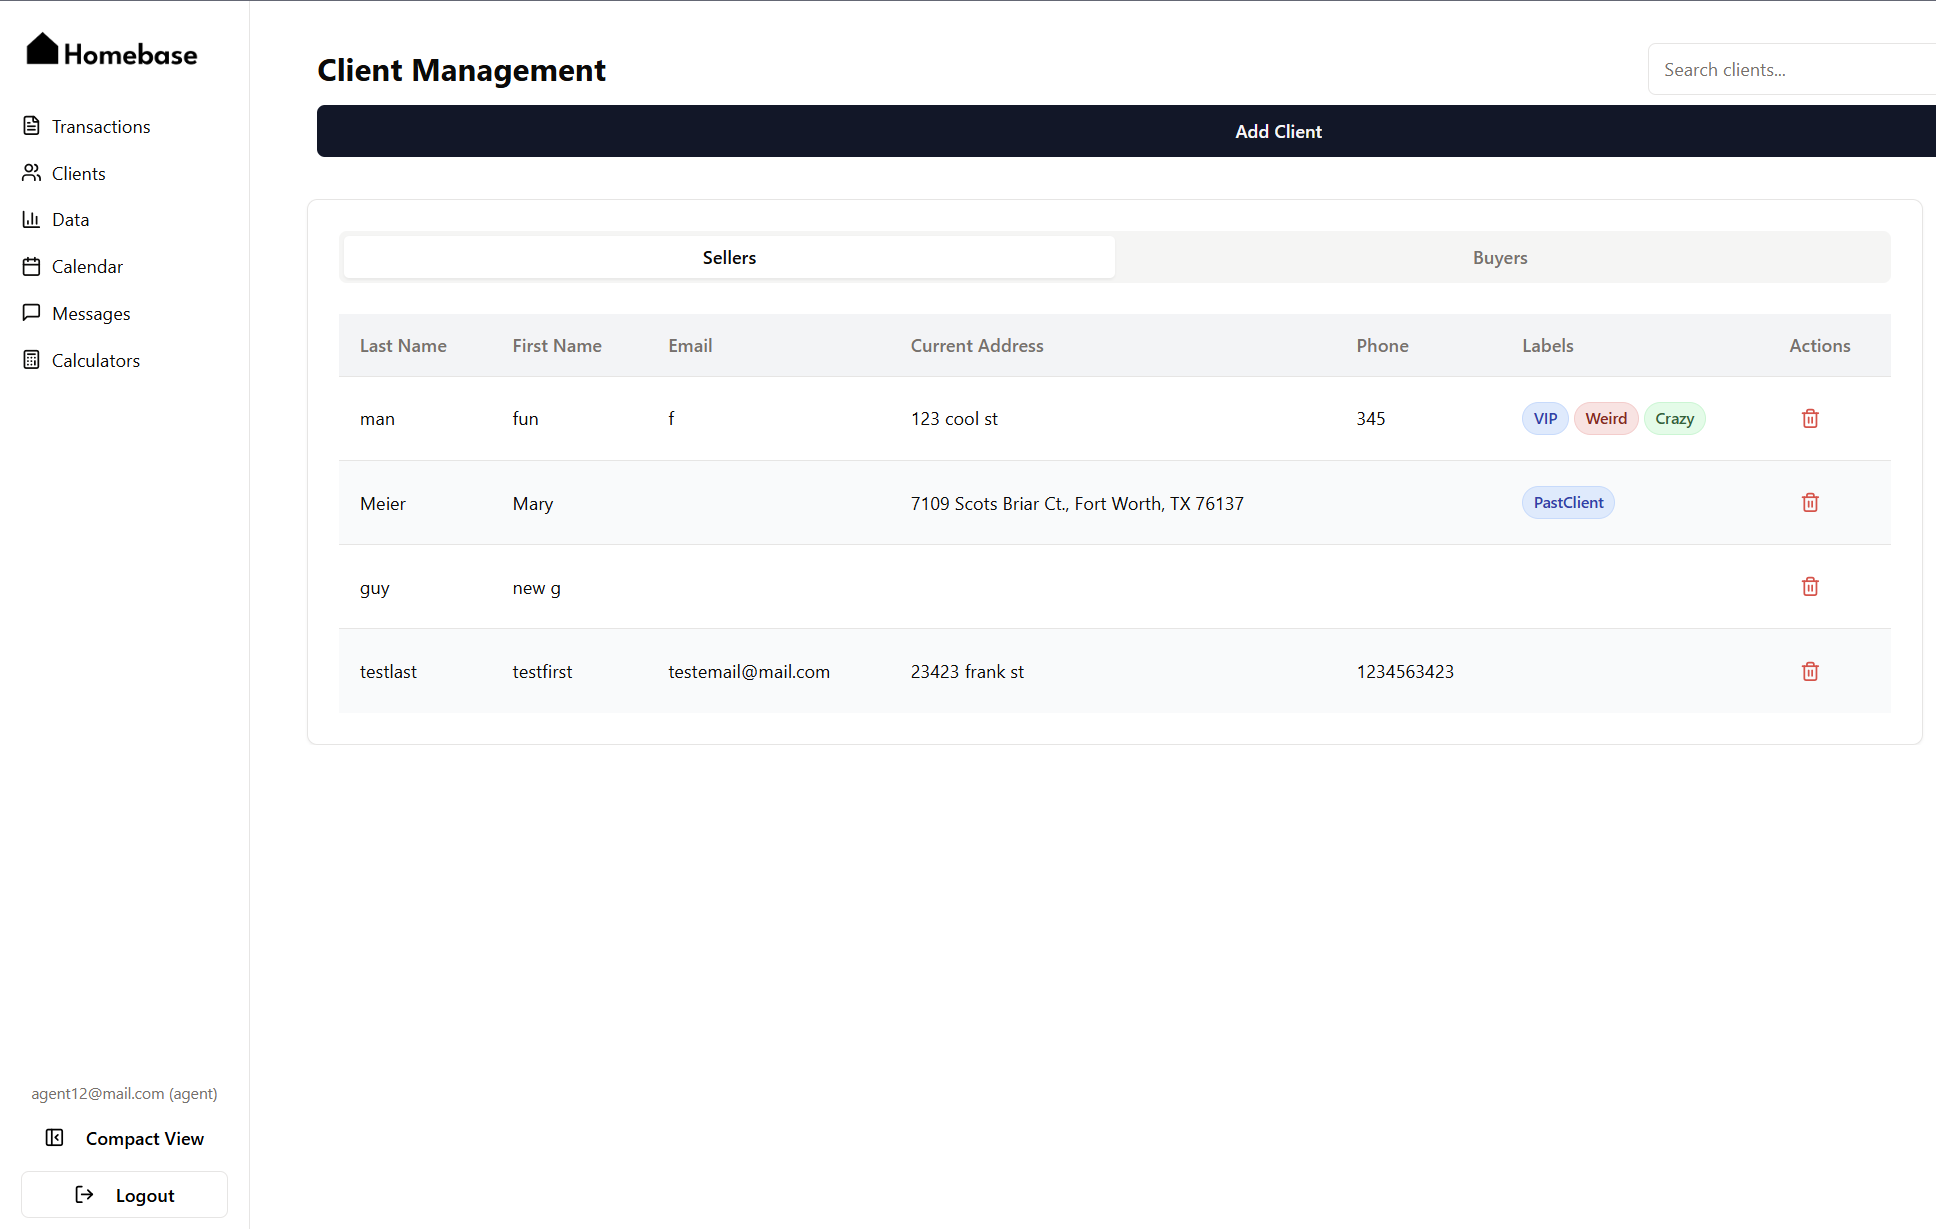 Homebase
Transactions
Clients
Data
Calendar
Messages
Calculators
agent12@mail.com (agent)
Compact View
Logout
Client Management
Search clients...
Add Client
Sellers Buyers
Last Name First Name Email Current Address Phone Labels Actions
man fun f 123 cool st 345 VIP Weird Crazy
Meier Mary 7109 Scots Briar Ct., Fort Worth, TX 76137 PastClient
guy new g
testlast testfirst testemail@mail.com 23423 frank st 1234563423